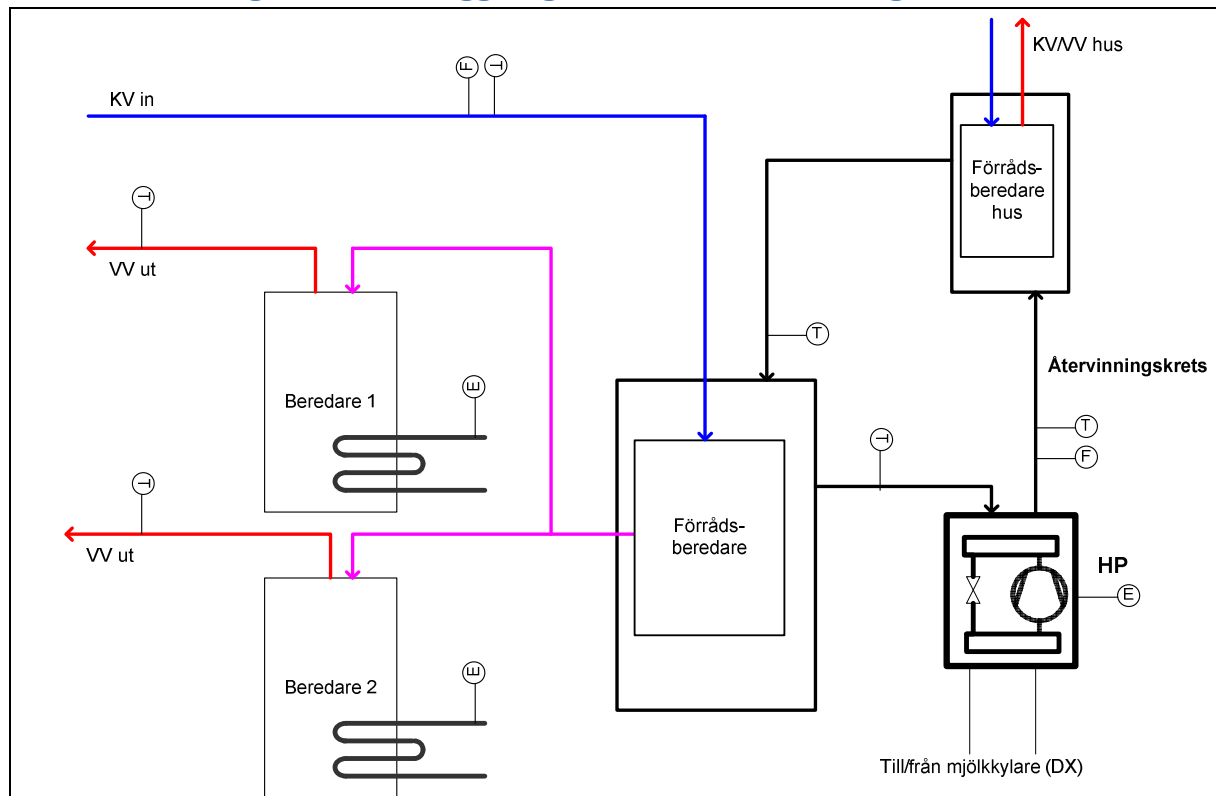 KV/VV hus
F
T
KV in
Förråds-
beredare
hus
T
VV ut
T
Återvinningskrets
E
Beredare 1
T
F
T
T
Förråds-
beredare
VV ut
HP
E
E
Beredare 2
Till/från mjölkkylare (DX)